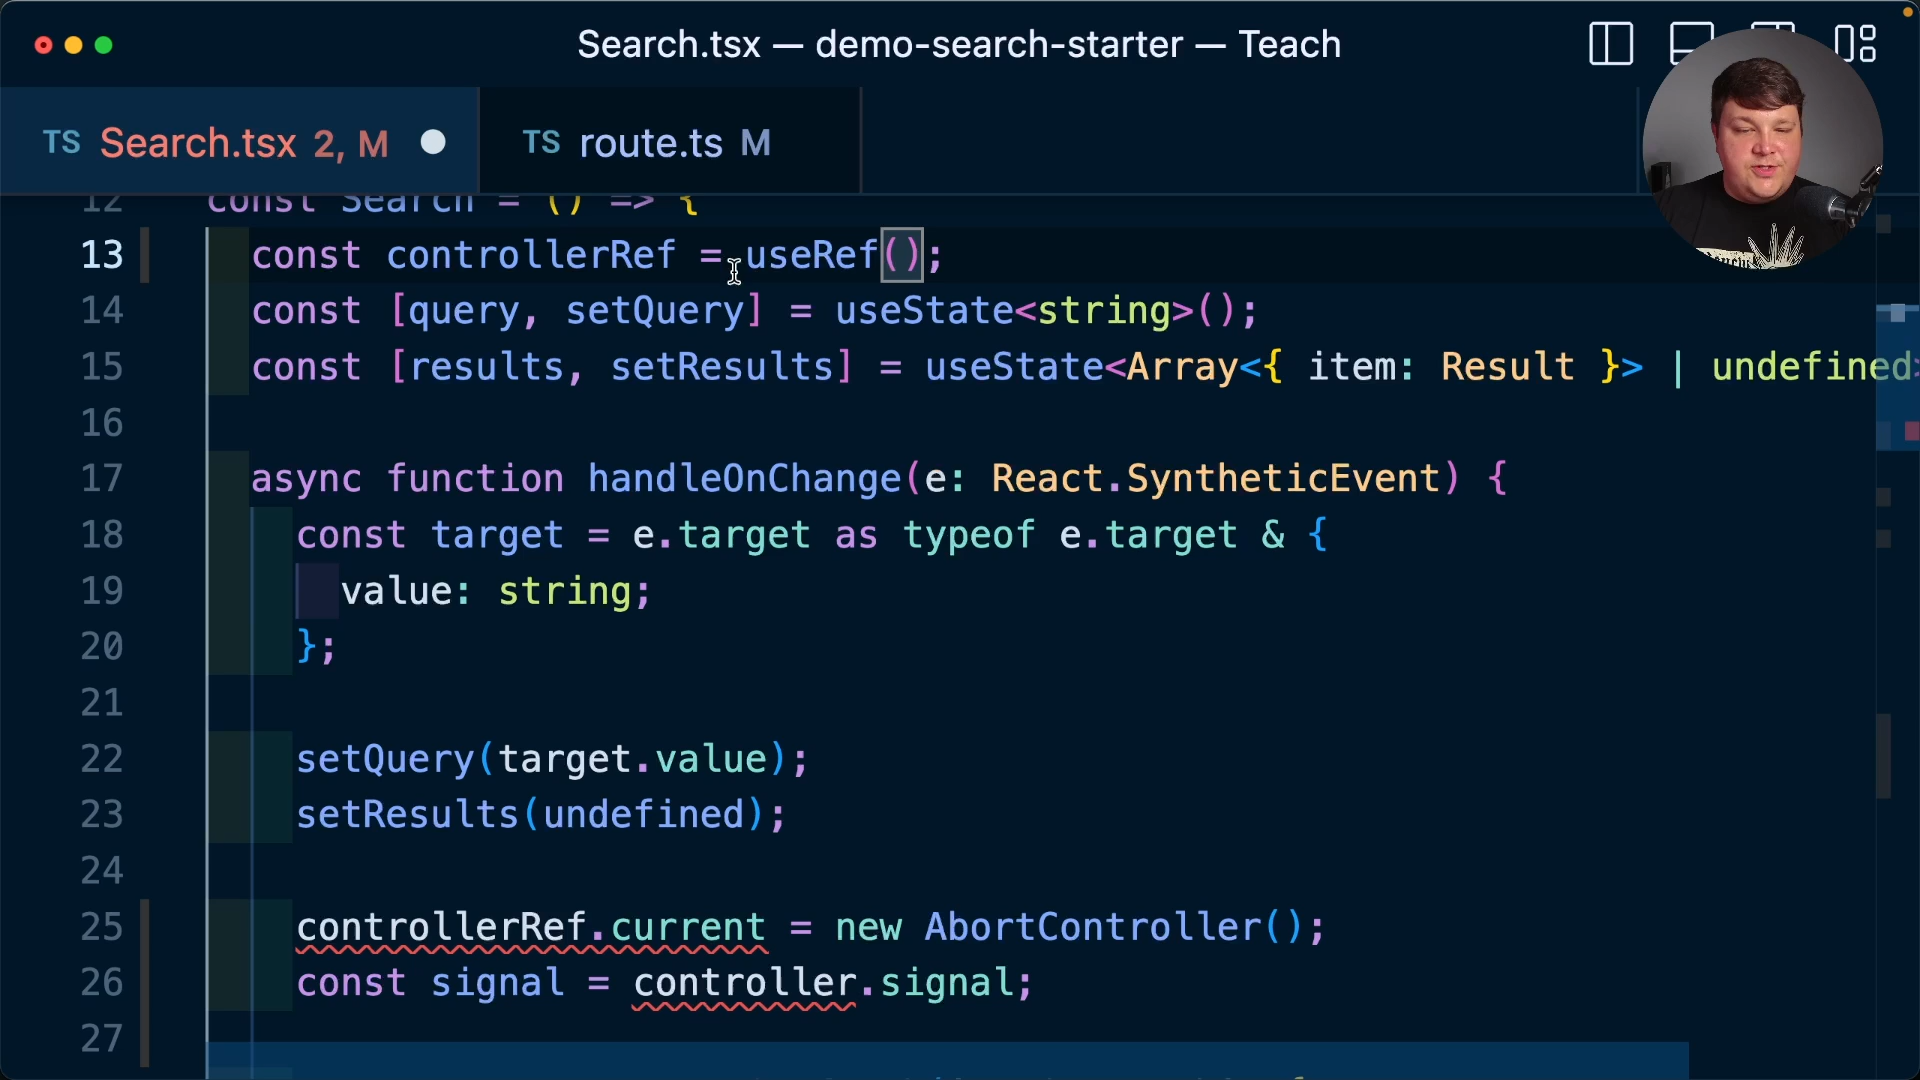 Search.tsx — demo-search-starter — Teach
TS Search.tsx 2, M
TS route.ts M
12 const Search = () => {
13 const controllerRef = useRef();
14 const [query, setQuery] = useState<string>();
15 const [results, setResults] = useState<Array<{ item: Result }> | undefined>
16
17 async function handleOnChange(e: React.SyntheticEvent) {
18 const target = e.target as typeof e.target & {
19 value: string;
20 };
21
22 setQuery(target.value);
23 setResults(undefined);
24
25 controllerRef.current = new AbortController();
26 const signal = controller.signal;
27